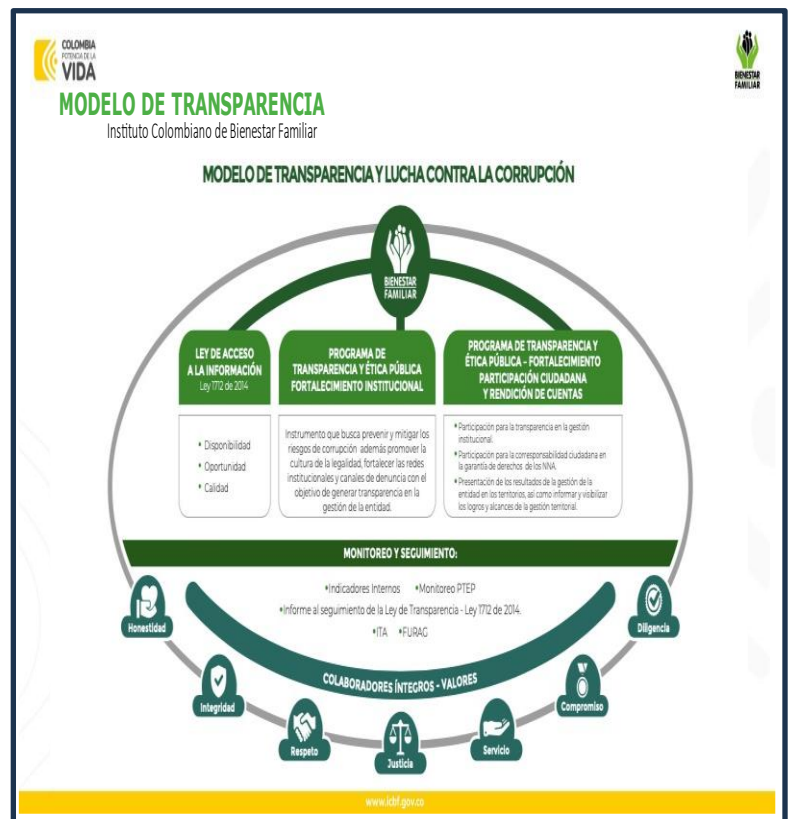 COLOMBIA
POTENCIA DE LA
VIDA
BIENESTAR
FAMILIAR
MODELO DE TRANSPARENCIA
Instituto Colombiano de Bienestar Familiar
MODELO DE TRANSPARENCIA Y LUCHA CONTRA LA CORRUPCIÓN
BIENESTAR
FAMILIAR
LEY DE ACCESO
A LA INFORMACIÓN
Ley 1712 de 2014
• Disponibilidad
• Oportunidad
• Calidad
PROGRAMA DE
TRANSPARENCIA Y ÉTICA PÚBLICA
FORTALECIMIENTO INSTITUCIONAL
Instrumento que busca prevenir y mitigar los
riesgos de corrupción además promover la
cultura de la legalidad, fortalecer las redes
institucionales y canales de denuncia con el
objetivo de generar transparencia en la
gestión de la entidad.
PROGRAMA DE TRANSPARENCIA Y
ÉTICA PÚBLICA - FORTALECIMIENTO
PARTICIPACIÓN CIUDADANA
Y RENDICIÓN DE CUENTAS
•Participación para la transparencia en la gestión
institucional.
•Participación para la corresponsabilidad ciudadana en
la garantía de derechos de los NNA.
•Presentación de los resultados de la gestión de la
entidad en los territorios, así como informar y visibilizar
los logros y alcances de la gestión territorial.
MONITOREO Y SEGUIMIENTO:
•Indicadores Internos •Monitoreo PTEP
•Informe al seguimiento de la Ley de Transparencia - Ley 1712 de 2014.
•ITA •FURAG
COLABORADORES ÍNTEGROS - VALORES
Honestidad
Integridad
Respeto
Justicia
Servicio
Compromiso
Diligencia
www.icbf.gov.co